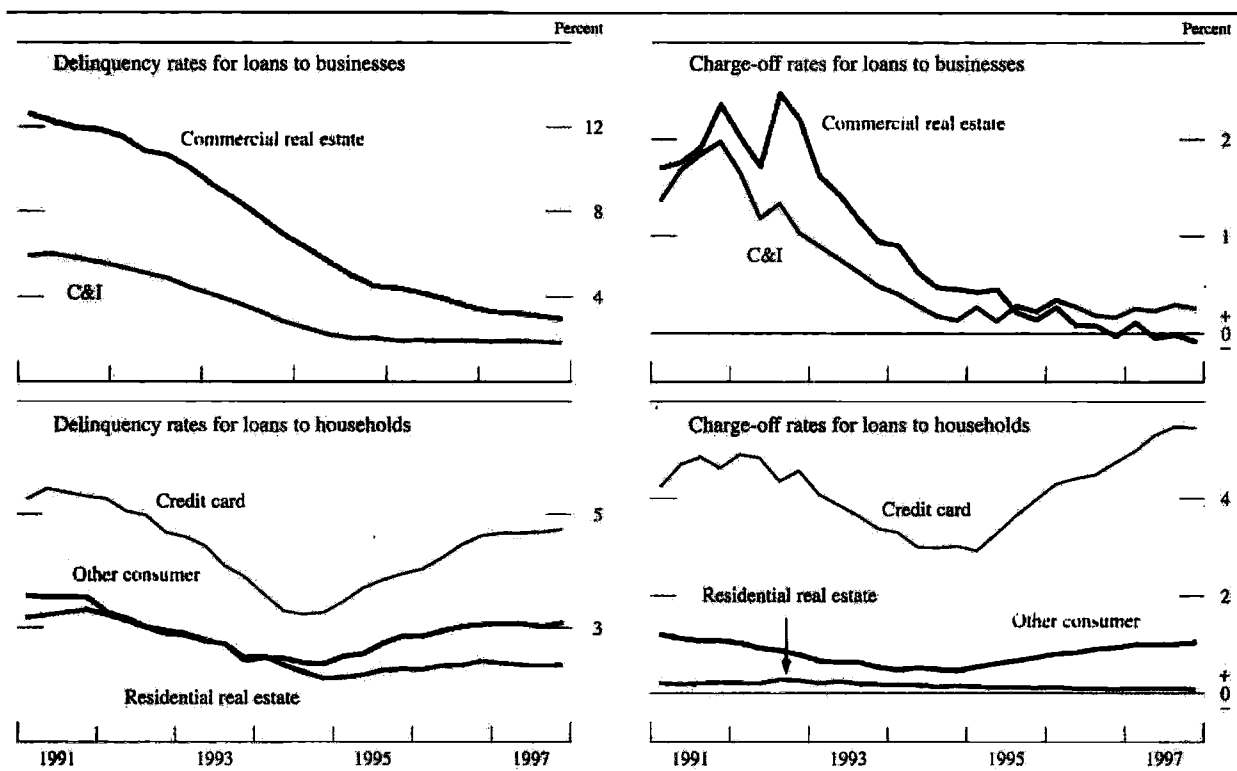 Percent
Delinquency rates for loans to businesses
Commercial real estate
12
8
C&I
4
Percent
Charge-off rates for loans to businesses
Commercial real estate
2
1
C&I
+
0
−
Delinquency rates for loans to households
Credit card
5
Other consumer
3
Residential real estate
1991 1993 1995 1997
Charge-off rates for loans to households
4
Credit card
Residential real estate
2
Other consumer
+
0
−
1991 1993 1995 1997